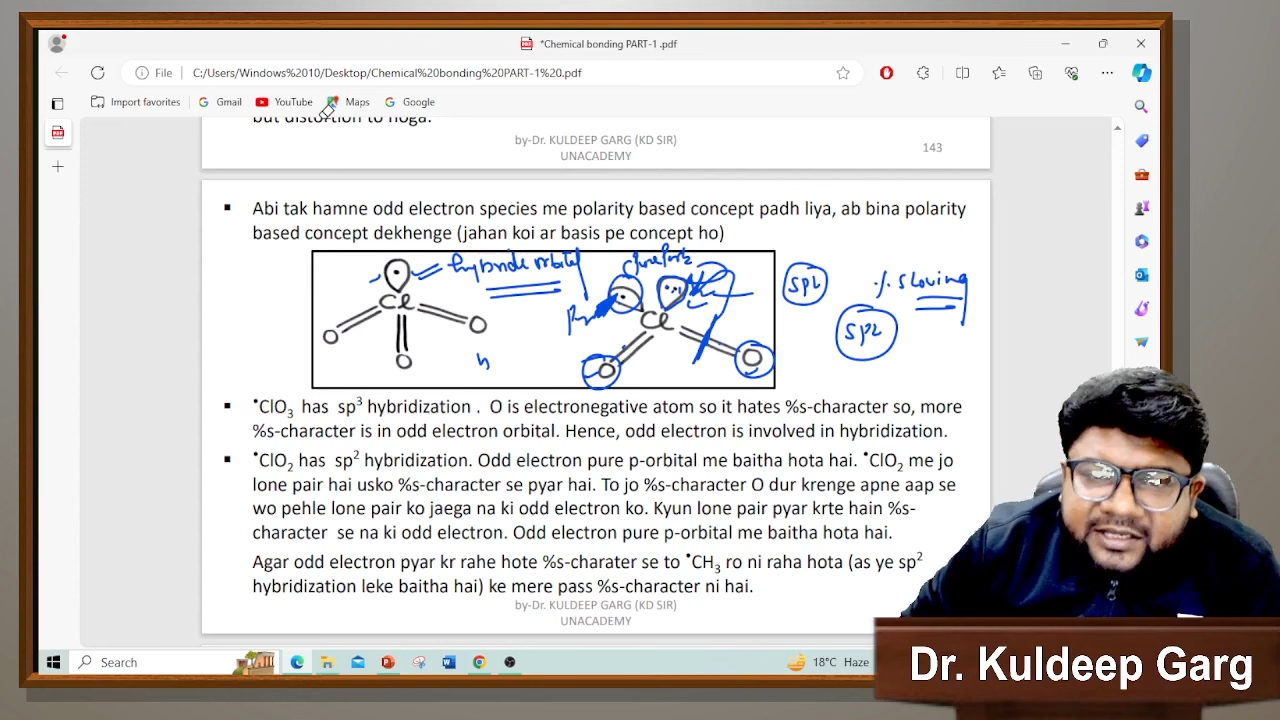 *Chemical bonding PART-1 .pdf
File
C:/Users/Windows%2010/Desktop/Chemical%20bonding%20PART-1%20.pdf
Import favorites
Gmail
YouTube
Maps
Google
but distortion to hoga.
by-Dr. KULDEEP GARG (KD SIR)
UNACADEMY
143
▪ Abi tak hamne odd electron species me polarity based concept padh liya, ab bina polarity
based concept dekhenge (jahan koi ar basis pe concept ho)
hybride orbital
sp2
% s loving
sp2
Cl
O
O
O
Cl
O
O
▪ •ClO₃ has sp³ hybridization . O is electronegative atom so it hates %s-character so, more
%s-character is in odd electron orbital. Hence, odd electron is involved in hybridization.
▪ •ClO₂ has sp² hybridization. Odd electron pure p-orbital me baitha hota hai. •ClO₂ me jo
lone pair hai usko %s-character se pyar hai. To jo %s-character O dur krenge apne aap se
wo pehle lone pair ko jaega na ki odd electron ko. Kyun lone pair pyar krte hain %s-
character se na ki odd electron. Odd electron pure p-orbital me baitha hota hai.
Agar odd electron pyar kr rahe hote %s-charater se to •CH₃ ro ni raha hota (as ye sp²
hybridization leke baitha hai) ke mere pass %s-character ni hai.
by-Dr. KULDEEP GARG (KD SIR)
UNACADEMY
Search
18°C Haze
Dr. Kuldeep Garg